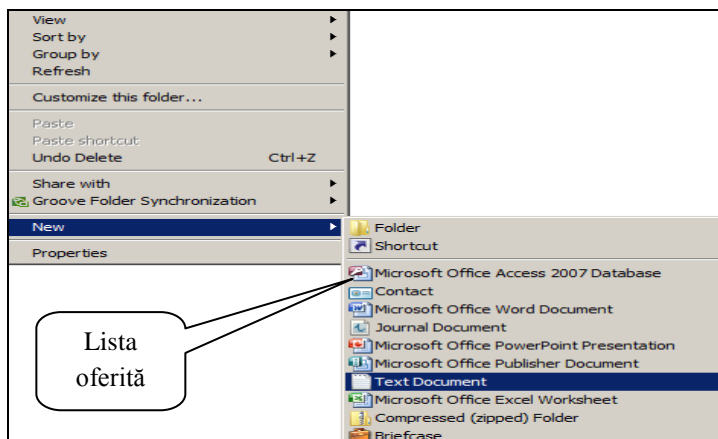 View
Sort by
Group by
Refresh
Customize this folder...
Paste
Paste shortcut
Undo Delete Ctrl+Z
Share with
Groove Folder Synchronization
New
Properties
Folder
Shortcut
Microsoft Office Access 2007 Database
Contact
Microsoft Office Word Document
Journal Document
Microsoft Office PowerPoint Presentation
Microsoft Office Publisher Document
Text Document
Microsoft Office Excel Worksheet
Compressed (zipped) Folder
Briefcase
Lista
oferită